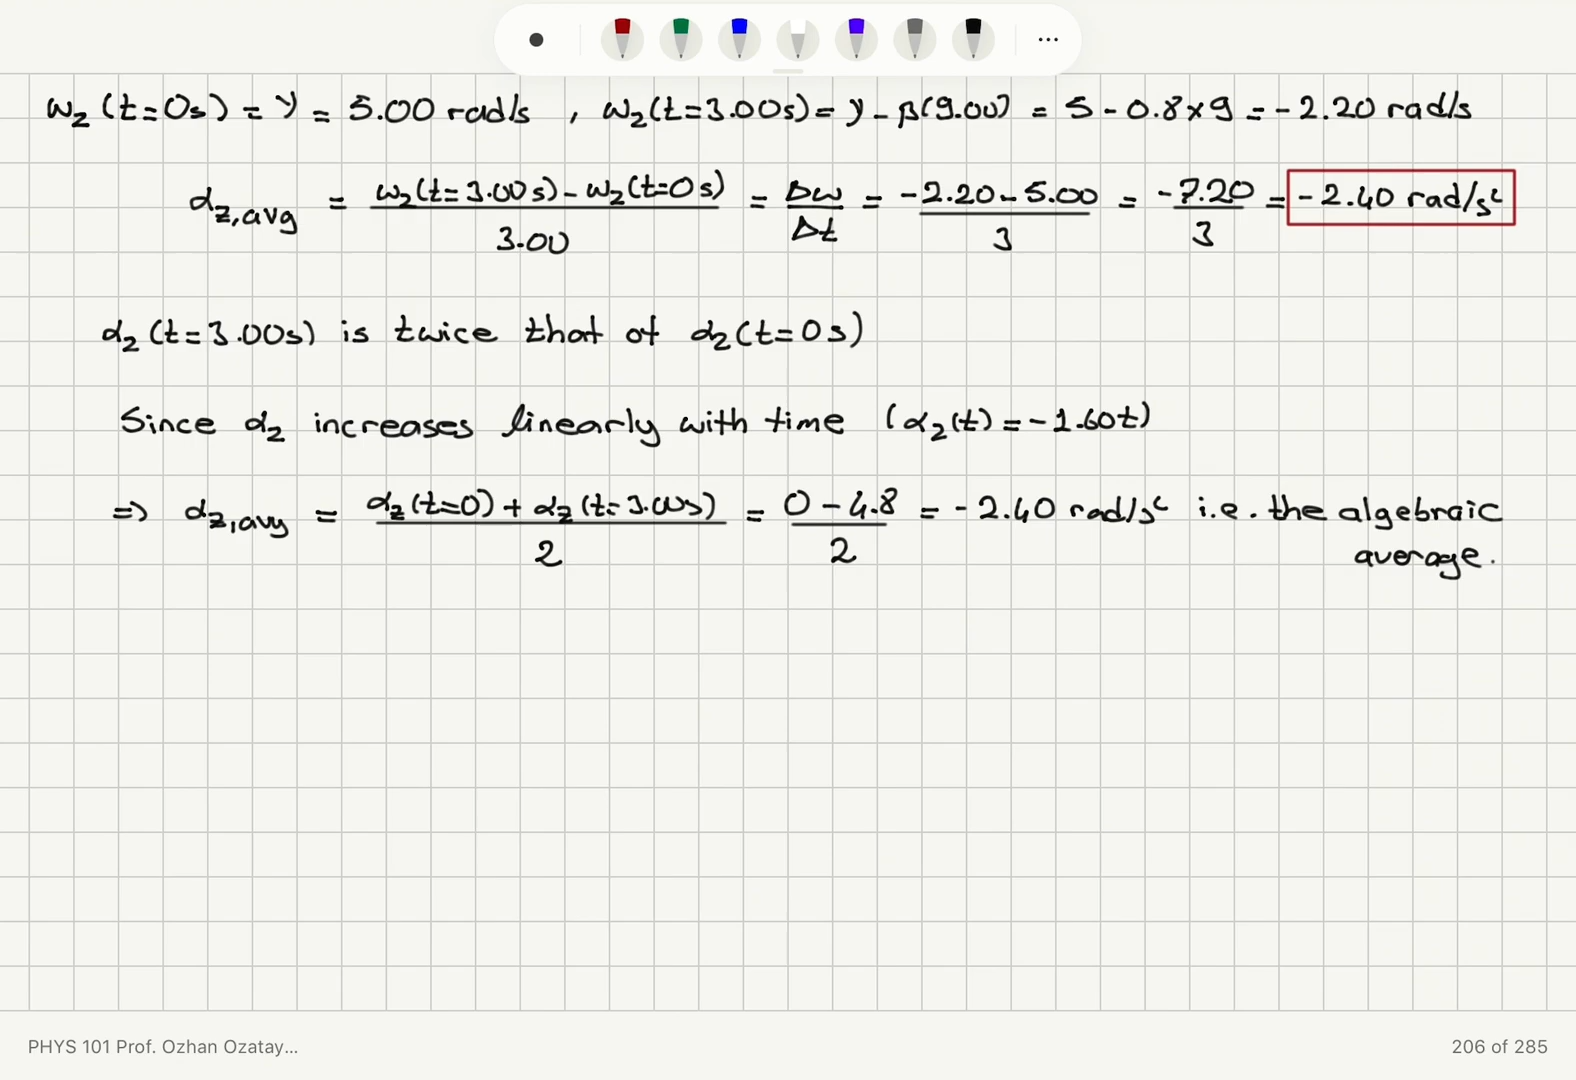 ω_z (t=0s) = γ = 5.00 rad/s , ω_z(t=3.00s) = γ - β(9.00) = 5 - 0.8×9 = -2.20 rad/s
α_z,avg = (ω_z(t=3.00s) - ω_z(t=0s))/3.00 = Δω/Δt = (-2.20 - 5.00)/3 = -7.20/3 = -2.40 rad/s²
α_z (t=3.00s) is twice that of α_z(t=0s)
Since α_z increases linearly with time (α_z(t) = -1.60t)
⇒ α_z,avg = (α_z(t=0) + α_z(t=3.00s))/2 = (0 - 4.8)/2 = -2.40 rad/s² i.e. the algebraic
average.
PHYS 101 Prof. Ozhan Ozatay...
206 of 285